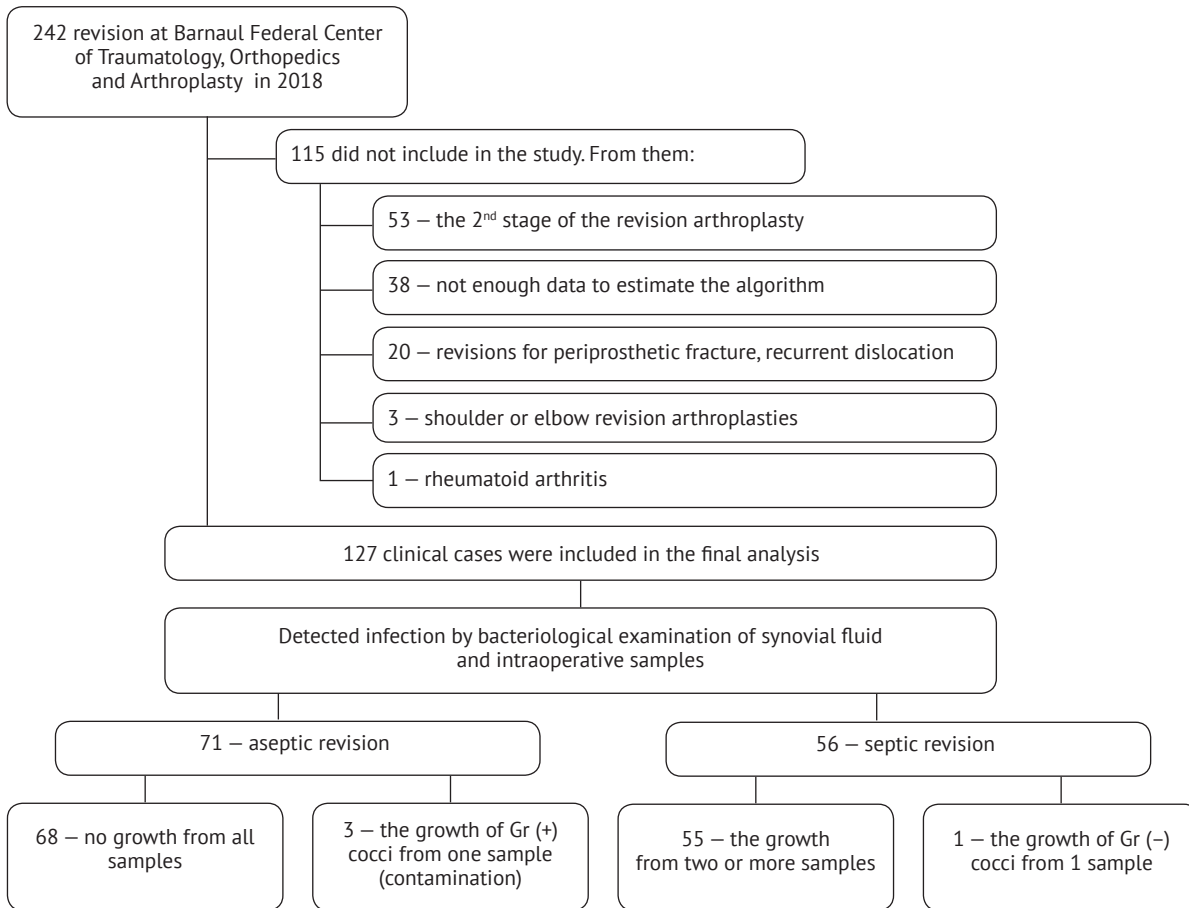 242 revision at Barnaul Federal Center
of Traumatology, Orthopedics
and Arthroplasty in 2018
115 did not include in the study. From them:
53 — the 2nd stage of the revision arthroplasty
38 — not enough data to estimate the algorithm
20 — revisions for periprosthetic fracture, recurrent dislocation
3 — shoulder or elbow revision arthroplasties
1 — rheumatoid arthritis
127 clinical cases were included in the final analysis
Detected infection by bacteriological examination of synovial fluid
and intraoperative samples
71 — aseptic revision
56 — septic revision
68 — no growth from all
samples
3 — the growth of Gr (+)
cocci from one sample
(contamination)
55 — the growth
from two or more samples
1 — the growth of Gr (–)
cocci from 1 sample